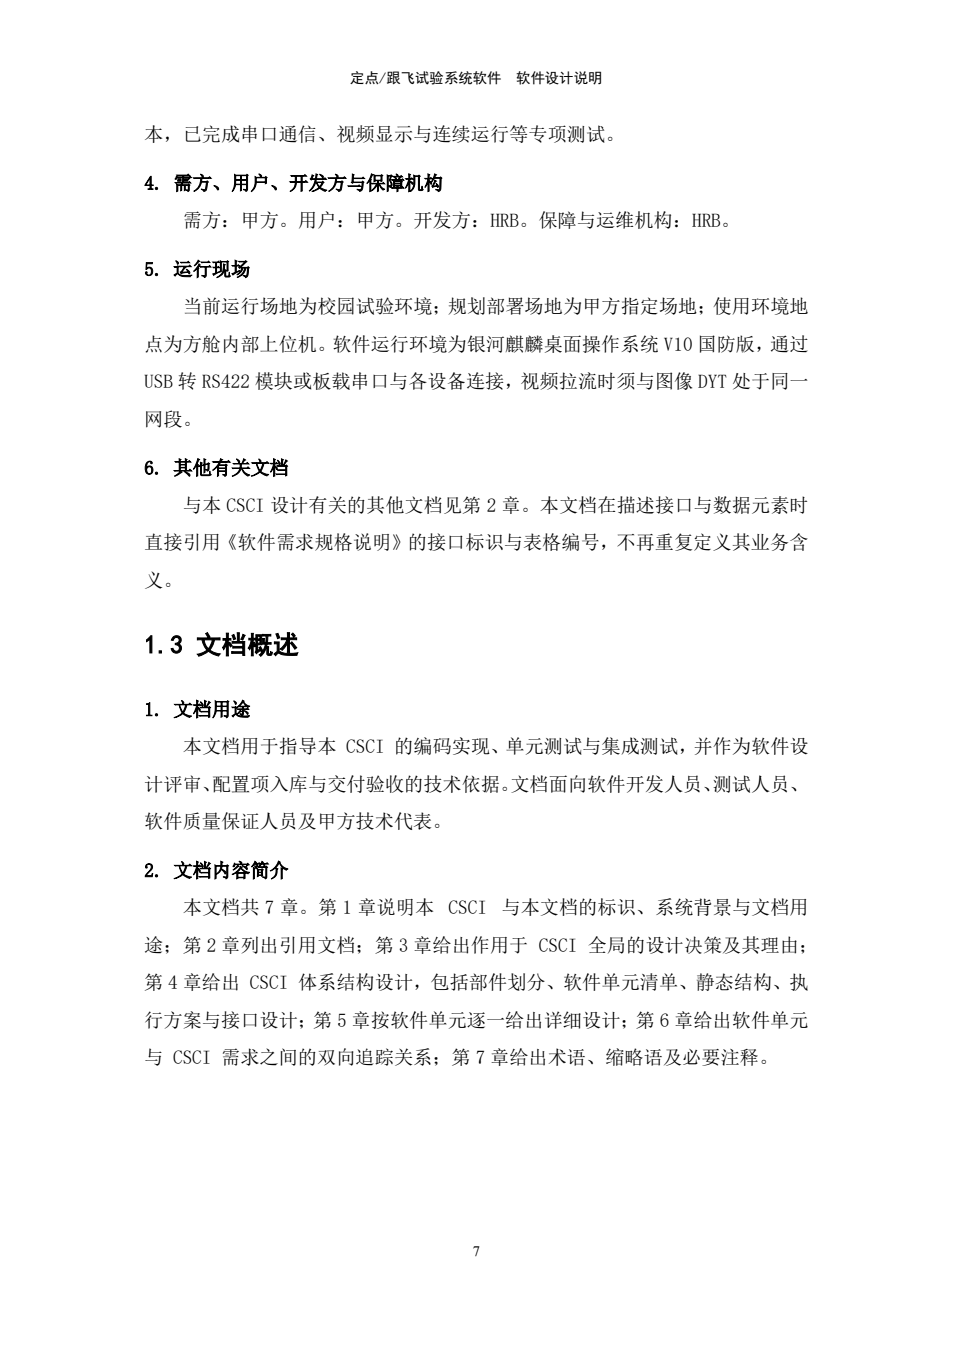 定点/跟飞试验系统软件　软件设计说明
本，已完成串口通信、视频显示与连续运行等专项测试。
4. 需方、用户、开发方与保障机构
需方：甲方。用户：甲方。开发方：HRB。保障与运维机构：HRB。
5. 运行现场
当前运行场地为校园试验环境；规划部署场地为甲方指定场地；使用环境地
点为方舱内部上位机。软件运行环境为银河麒麟桌面操作系统 V10 国防版，通过
USB 转 RS422 模块或板载串口与各设备连接，视频拉流时须与图像 DYT 处于同一
网段。
6. 其他有关文档
与本 CSCI 设计有关的其他文档见第 2 章。本文档在描述接口与数据元素时
直接引用《软件需求规格说明》的接口标识与表格编号，不再重复定义其业务含
义。
1.3 文档概述
1. 文档用途
本文档用于指导本 CSCI 的编码实现、单元测试与集成测试，并作为软件设
计评审、配置项入库与交付验收的技术依据。文档面向软件开发人员、测试人员、
软件质量保证人员及甲方技术代表。
2. 文档内容简介
本文档共 7 章。第 1 章说明本 CSCI 与本文档的标识、系统背景与文档用
途；第 2 章列出引用文档；第 3 章给出作用于 CSCI 全局的设计决策及其理由；
第 4 章给出 CSCI 体系结构设计，包括部件划分、软件单元清单、静态结构、执
行方案与接口设计；第 5 章按软件单元逐一给出详细设计；第 6 章给出软件单元
与 CSCI 需求之间的双向追踪关系；第 7 章给出术语、缩略语及必要注释。
7